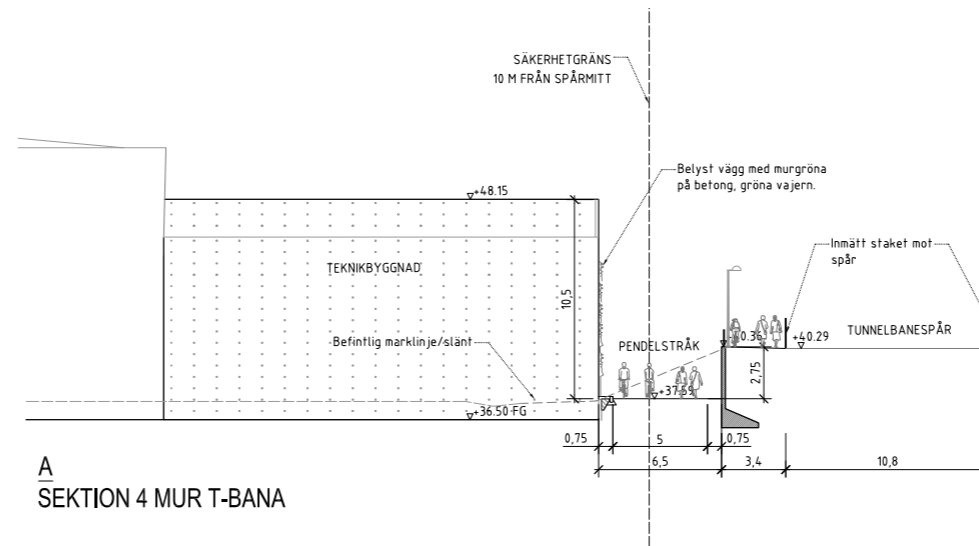 SÄKERHETGRÄNS
10 M FRÅN SPÅRMITT
Belyst vägg med murgröna
på betong, gröna vajern.
+48.15
Inmätt staket mot
spår
TEKNIKBYGGNAD
10,5
+40.36
+40.29
TUNNELBANESPÅR
Befintlig marklinje/slänt
PENDELSTRÅK
2,75
+37.59
+36.50 FG
0,75
5
0,75
6,5
3,4
10,8
A
SEKTION 4 MUR T-BANA